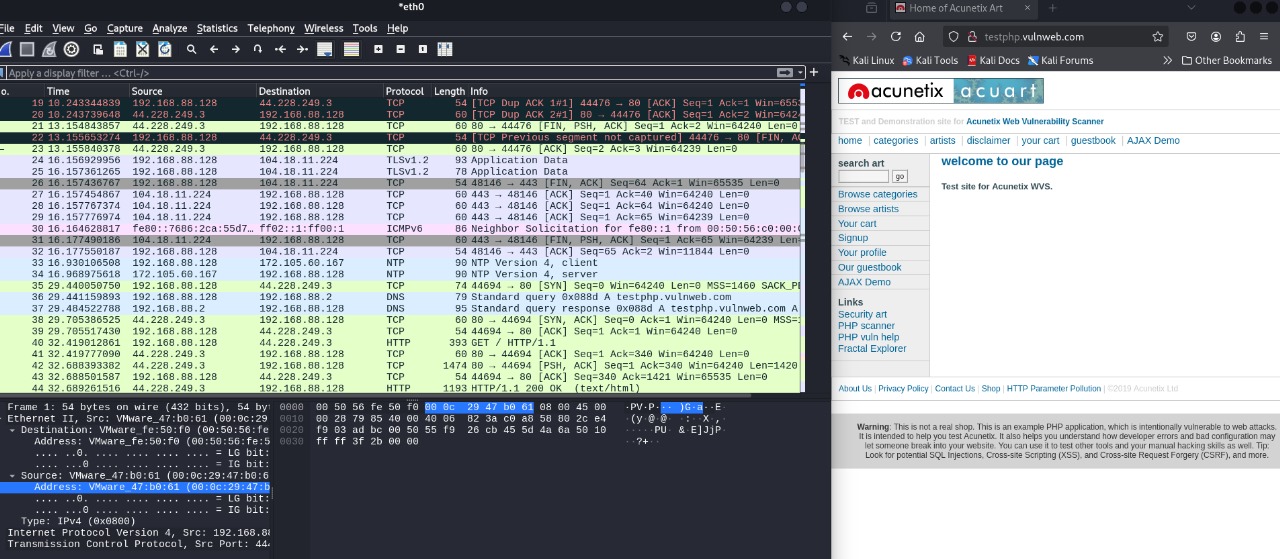 *eth0
File Edit View Go Capture Analyze Statistics Telephony Wireless Tools Help
Apply a display filter ... <Ctrl-/>
o. Time Source Destination Protocol Length Info
19 10.243344839 192.168.88.128 44.228.249.3 TCP 54 [TCP Dup ACK 1#1] 44476 → 80 [ACK] Seq=1 Ack=1 Win=655
20 10.243739648 44.228.249.3 192.168.88.128 TCP 60 [TCP Dup ACK 2#1] 80 → 44476 [ACK] Seq=1 Ack=2 Win=642
21 13.154843857 44.228.249.3 192.168.88.128 TCP 60 80 → 44476 [FIN, PSH, ACK] Seq=1 Ack=2 Win=64240 Len=0
22 13.155653274 192.168.88.128 44.228.249.3 TCP 54 [TCP Previous segment not captured] 44476 → 80 [FIN, A
23 13.155840378 44.228.249.3 192.168.88.128 TCP 60 80 → 44476 [ACK] Seq=2 Ack=3 Win=64239 Len=0
24 16.156929956 192.168.88.128 104.18.11.224 TLSv1.2 93 Application Data
25 16.157361265 192.168.88.128 104.18.11.224 TLSv1.2 78 Application Data
26 16.157436767 192.168.88.128 104.18.11.224 TCP 54 48146 → 443 [FIN, ACK] Seq=64 Ack=1 Win=65535 Len=0
27 16.157454867 104.18.11.224 192.168.88.128 TCP 60 443 → 48146 [ACK] Seq=1 Ack=40 Win=64240 Len=0
28 16.157776374 104.18.11.224 192.168.88.128 TCP 60 443 → 48146 [ACK] Seq=1 Ack=64 Win=64240 Len=0
29 16.157776974 104.18.11.224 192.168.88.128 TCP 60 443 → 48146 [ACK] Seq=1 Ack=65 Win=64239 Len=0
30 16.164628817 fe80::7686:2ca:55d7… ff02::1:ff00:1 ICMPv6 86 Neighbor Solicitation for fe80::1 from 00:50:56:c0:00:
31 16.177490186 104.18.11.224 192.168.88.128 TCP 60 443 → 48146 [FIN, PSH, ACK] Seq=1 Ack=65 Win=64239 Len=
32 16.177550187 192.168.88.128 104.18.11.224 TCP 54 48146 → 443 [ACK] Seq=65 Ack=2 Win=11844 Len=0
33 16.930106508 192.168.88.128 172.105.60.167 NTP 90 NTP Version 4, client
34 16.968975618 172.105.60.167 192.168.88.128 NTP 90 NTP Version 4, server
35 29.440050750 192.168.88.128 44.228.249.3 TCP 74 44694 → 80 [SYN] Seq=0 Win=64240 Len=0 MSS=1460 SACK_P
36 29.441159893 192.168.88.128 192.168.88.2 DNS 79 Standard query 0x088d A testphp.vulnweb.com
37 29.484522788 192.168.88.2 192.168.88.128 DNS 95 Standard query response 0x088d A testphp.vulnweb.com A
38 29.705386525 44.228.249.3 192.168.88.128 TCP 60 80 → 44694 [SYN, ACK] Seq=0 Ack=1 Win=64240 Len=0 MSS=
39 29.705517430 192.168.88.128 44.228.249.3 TCP 54 44694 → 80 [ACK] Seq=1 Ack=1 Win=64240 Len=0
40 32.419012861 192.168.88.128 44.228.249.3 HTTP 393 GET / HTTP/1.1
41 32.419777090 44.228.249.3 192.168.88.128 TCP 60 80 → 44694 [ACK] Seq=1 Ack=340 Win=64240 Len=0
42 32.688393382 44.228.249.3 192.168.88.128 TCP 1474 80 → 44694 [PSH, ACK] Seq=1 Ack=340 Win=64240 Len=1420
43 32.688501587 192.168.88.128 44.228.249.3 TCP 54 44694 → 80 [ACK] Seq=340 Ack=1421 Win=65535 Len=0
44 32.689261516 44.228.249.3 192.168.88.128 HTTP 1193 HTTP/1.1 200 OK (text/html)
Frame 1: 54 bytes on wire (432 bits), 54 by
Ethernet II, Src: VMware_47:b0:61 (00:0c:29
Destination: VMware_fe:50:f0 (00:50:56:fe
Address: VMware_fe:50:f0 (00:50:56:fe:5
.... ..0. .... .... .... .... = LG bit:
.... ...0 .... .... .... .... = IG bit:
Source: VMware_47:b0:61 (00:0c:29:47:b0:6
Address: VMware_47:b0:61 (00:0c:29:47:b
.... ..0. .... .... .... .... = LG bit:
.... ...0 .... .... .... .... = IG bit:
Type: IPv4 (0x0800)
Internet Protocol Version 4, Src: 192.168.8
Transmission Control Protocol, Src Port: 44
0000 00 50 56 fe 50 f0 00 0c 29 47 b0 61 08 00 45 00 ·PV·P··· )G·a··E·
0010 00 28 79 85 40 00 40 06 82 3a c0 a8 58 80 2c e4 ·(y·@·@· ·:··X·,·
0020 f9 03 ad bc 00 50 55 f9 26 cb 45 5d 4a 6a 50 10 ·····PU· &·E]JjP·
0030 ff ff 3f 2b 00 00 ··?+··
Home of Acunetix Art
testphp.vulnweb.com
Kali Linux Kali Tools Kali Docs Kali Forums Other Bookmarks
acunetix acuart
TEST and Demonstration site for Acunetix Web Vulnerability Scanner
home | categories | artists | disclaimer | your cart | guestbook | AJAX Demo
search art
go
Browse categories
Browse artists
Your cart
Signup
Your profile
Our guestbook
AJAX Demo
Links
Security art
PHP scanner
PHP vuln help
Fractal Explorer
welcome to our page
Test site for Acunetix WVS.
About Us | Privacy Policy | Contact Us | Shop | HTTP Parameter Pollution | ©2019 Acunetix Ltd
Warning: This is not a real shop. This is an example PHP application, which is intentionally vulnerable to web attacks.
It is intended to help you test Acunetix. It also helps you understand how developer errors and bad configuration may
let someone break into your website. You can use it to test other tools and your manual hacking skills as well. Tip:
Look for potential SQL Injections, Cross-site Scripting (XSS), and Cross-site Request Forgery (CSRF), and more.